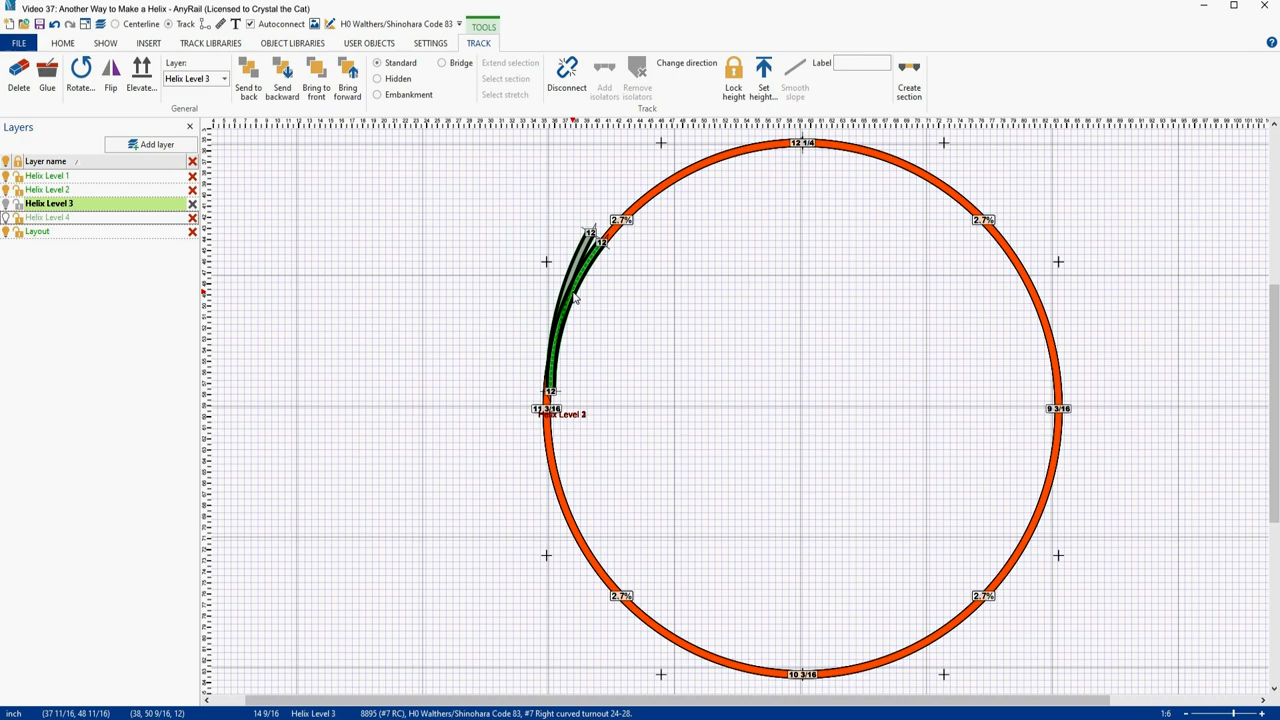 Video 37: Another Way to Make a Helix - AnyRail (Licensed to Crystal the Cat)
Centerline Track Autoconnect H0 Walthers/Shinohara Code 83 TOOLS
FILE HOME SHOW INSERT TRACK LIBRARIES OBJECT LIBRARIES USER OBJECTS SETTINGS TRACK
Delete Glue Rotate... Flip Elevate... Layer: Helix Level 3 General
Send to back Send backward Bring to front Bring forward
Standard Hidden Embankment Bridge Extend selection Select section Select stretch
Disconnect Add isolators Remove isolators Change direction Track
Lock height Set height... Smooth slope Label Create section
Layers
Add layer
Layer name
Helix Level 1
Helix Level 2
Helix Level 3
Helix Level 4
Layout
12 1/4
2.7% 2.7%
12
12
12
11 3/16 9 3/16
2.7% 2.7%
10 3/16
inch (37 11/16, 48 11/16) (38, 50 9/16, 12) 14 9/16 Helix Level 3 8895 (#7 RC), H0 Walthers/Shinohara Code 83, #7 Right curved turnout 24-28. 1:6